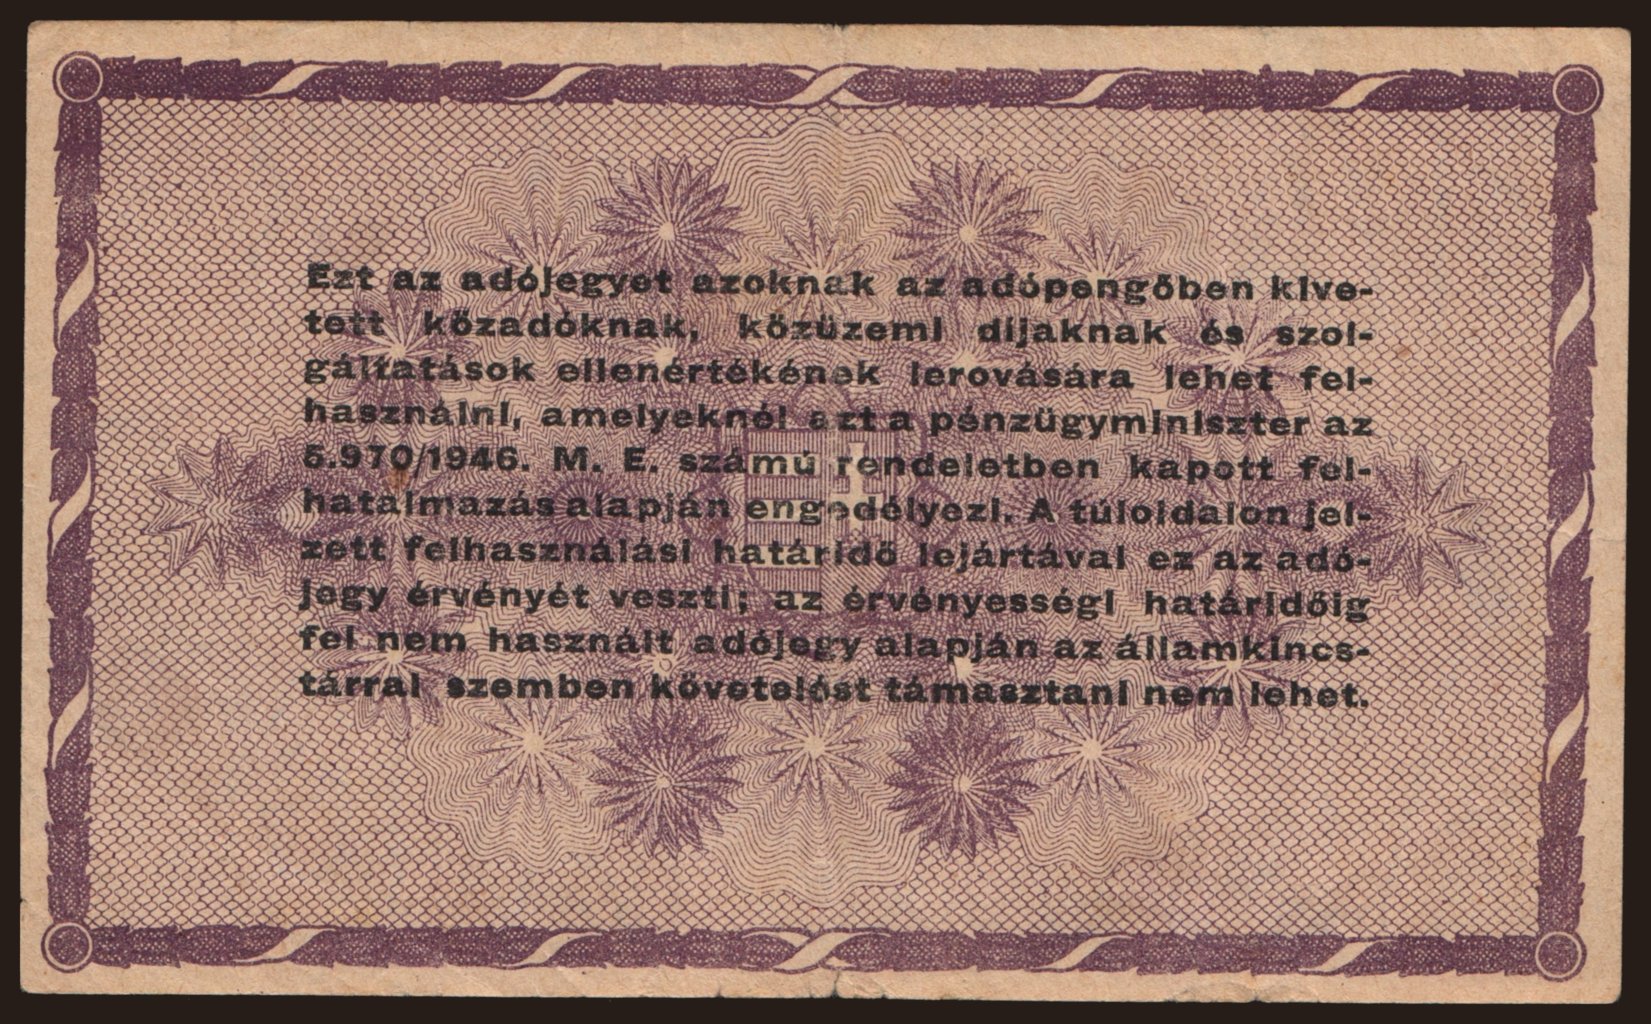 Ezt az adójegyet azoknak az adópengőben kive-
tett közadóknak, közüzemi díjaknak és szol-
gáltatások ellenértékének lerovására lehet fel-
használni, amelyeknél azt a pénzügyminiszter az
5.970/1946. M. E. számú rendeletben kapott fel-
hatalmazás alapján engedélyezi. A túloldalon jel-
zett felhasználási határidő lejártával ez az adó-
jegy érvényét veszti; az érvényességi határidőig
fel nem használt adójegy alapján az államkincs-
tárral szemben követelést támasztani nem lehet.